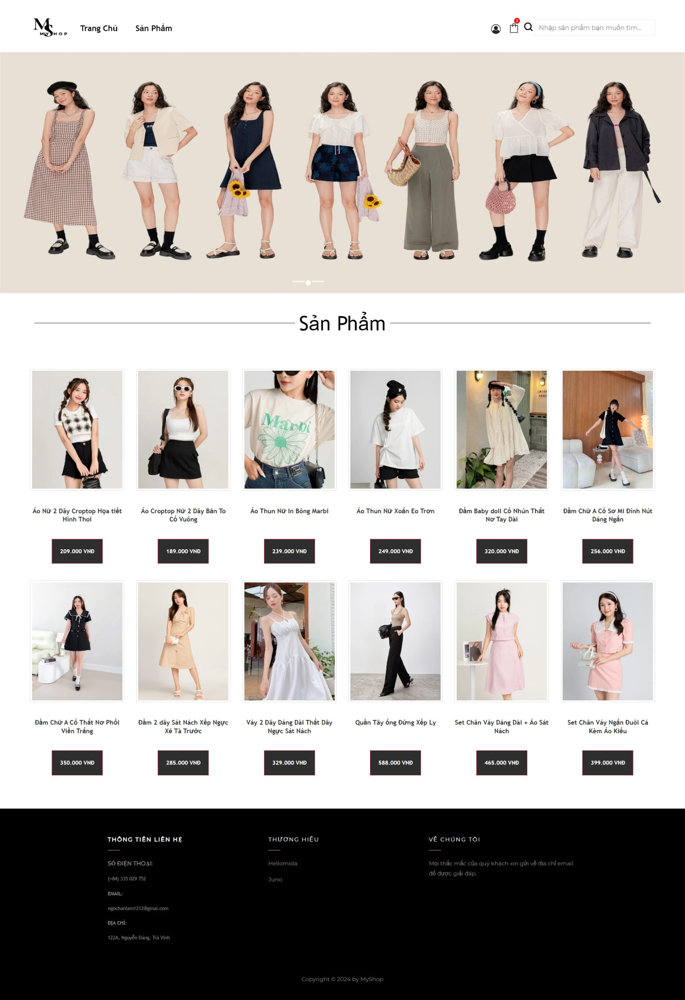 MS
MY SHOP
Trang Chủ
Sản Phẩm
3
Nhập sản phẩm bạn muốn tìm...
Sản Phẩm
Marbi
P
ORDER
HERE
Áo Nữ 2 Dây Croptop Họa tiết
Hình Thoi
Áo Croptop Nữ 2 Dây Bản To
Cổ Vuông
Áo Thun Nữ In Bông Marbi
Áo Thun Nữ Xoắn Eo Trơn
Đầm Baby doll Cổ Nhún Thắt
Nơ Tay Dài
Đầm Chữ A Cổ Sơ Mi Đính Nút
Dáng Ngắn
209.000 VNĐ
189.000 VNĐ
239.000 VNĐ
249.000 VNĐ
320.000 VNĐ
256.000 VNĐ
Đầm Chữ A Cổ Thắt Nơ Phối
Viền Trắng
Đầm 2 dây Sát Nách Xếp Ngực
Xẻ Tà Trước
Váy 2 Dây Dáng Dài Thắt Dây
Ngực Sát Nách
Quần Tây ống Đứng Xếp Ly
Set Chân Váy Dáng Dài + Áo Sát
Nách
Set Chân Váy Ngắn Đuôi Cá
Kèm Áo Kiểu
350.000 VNĐ
285.000 VNĐ
329.000 VNĐ
588.000 VNĐ
465.000 VNĐ
399.000 VNĐ
THÔNG TIÊN LIÊN HỆ
SỐ ĐIỆN THOẠI:
(+84) 335 029 752
EMAIL:
ngochanlam1212@gmai.com
ĐỊA CHỈ:
122A, Nguyễn Đáng, Trà Vinh
THƯƠNG HIỆU
Hellomida
Juno
VỀ CHÚNG TÔI
Mọi thắc mắc của quý khách xin gửi về địa chỉ email
để được giải đáp.
Copyright © 2024 by MyShop